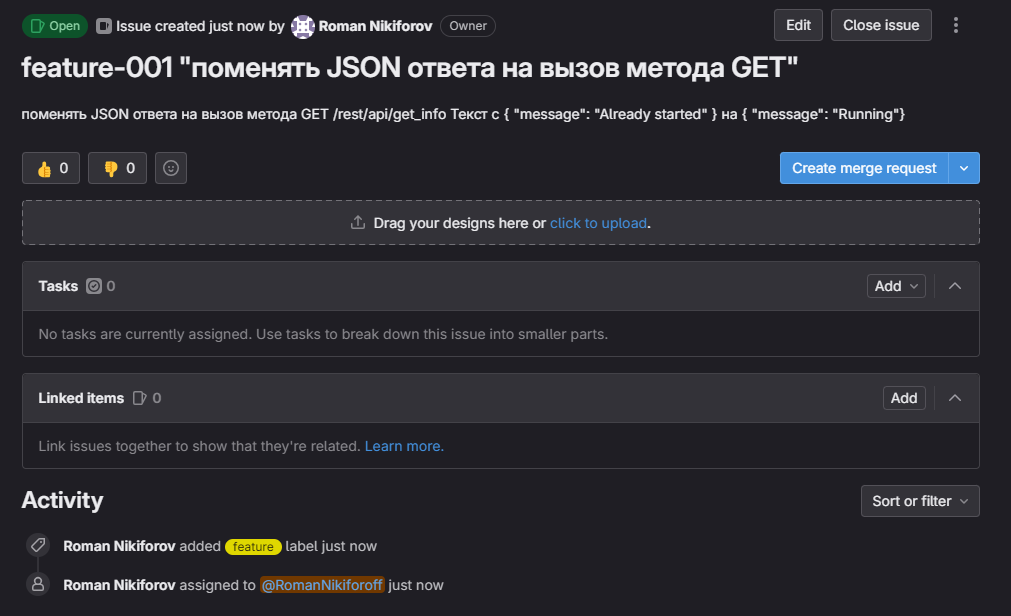 Open Issue created just now by Roman Nikiforov Owner Edit Close issue
feature-001 "поменять JSON ответа на вызов метода GET"
поменять JSON ответа на вызов метода GET /rest/api/get_info Текст с { "message": "Already started" } на { "message": "Running"}
👍 0 👎 0 Create merge request
Drag your designs here or click to upload.
Tasks 0 Add
No tasks are currently assigned. Use tasks to break down this issue into smaller parts.
Linked items 0 Add
Link issues together to show that they're related. Learn more.
Activity Sort or filter
Roman Nikiforov added feature label just now
Roman Nikiforov assigned to @RomanNikiforoff just now